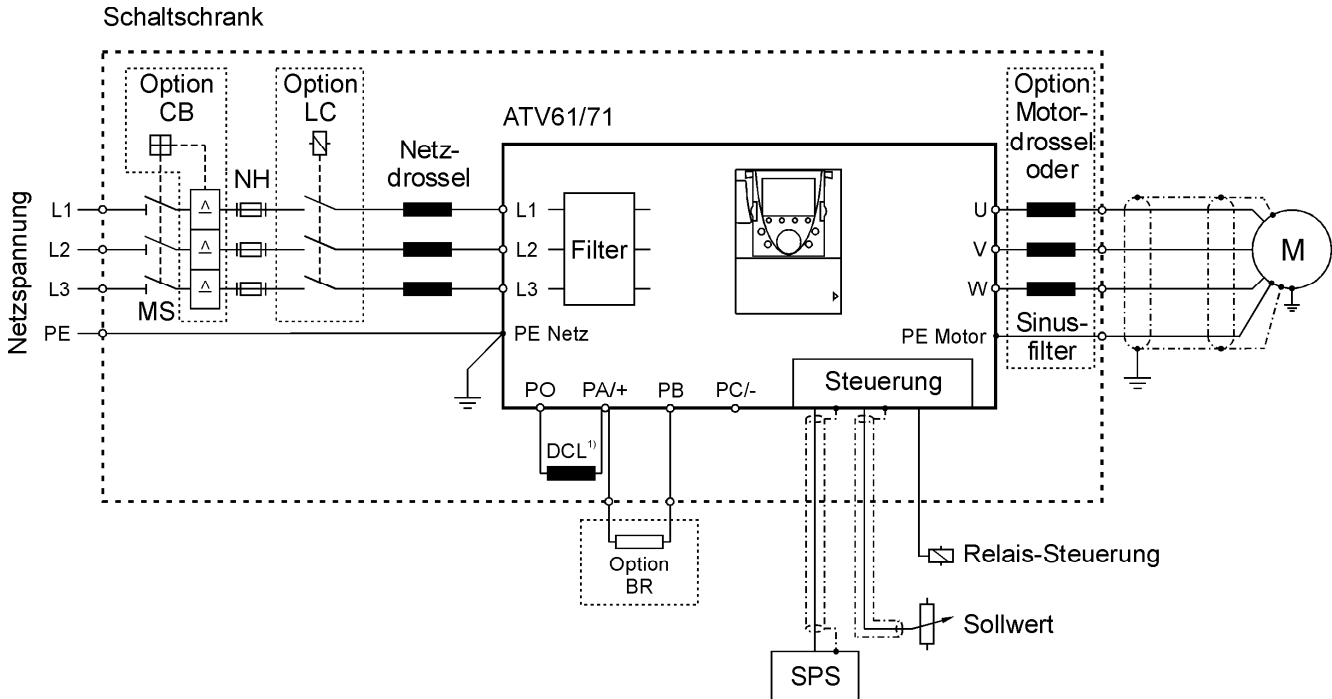 Schaltschrank
Option
CB
Option
LC
ATV61/71
Option
Motor-
drossel
oder
Netz-
drossel
NH
Netzspannung
L1
L2
L3
PE
MS
L1
L2
L3
PE Netz
Filter
U
V
W
PE Motor
Sinus-
filter
M
PO
PA/+
PB
PC/-
Steuerung
DCL1)
Option
BR
Relais-Steuerung
Sollwert
SPS